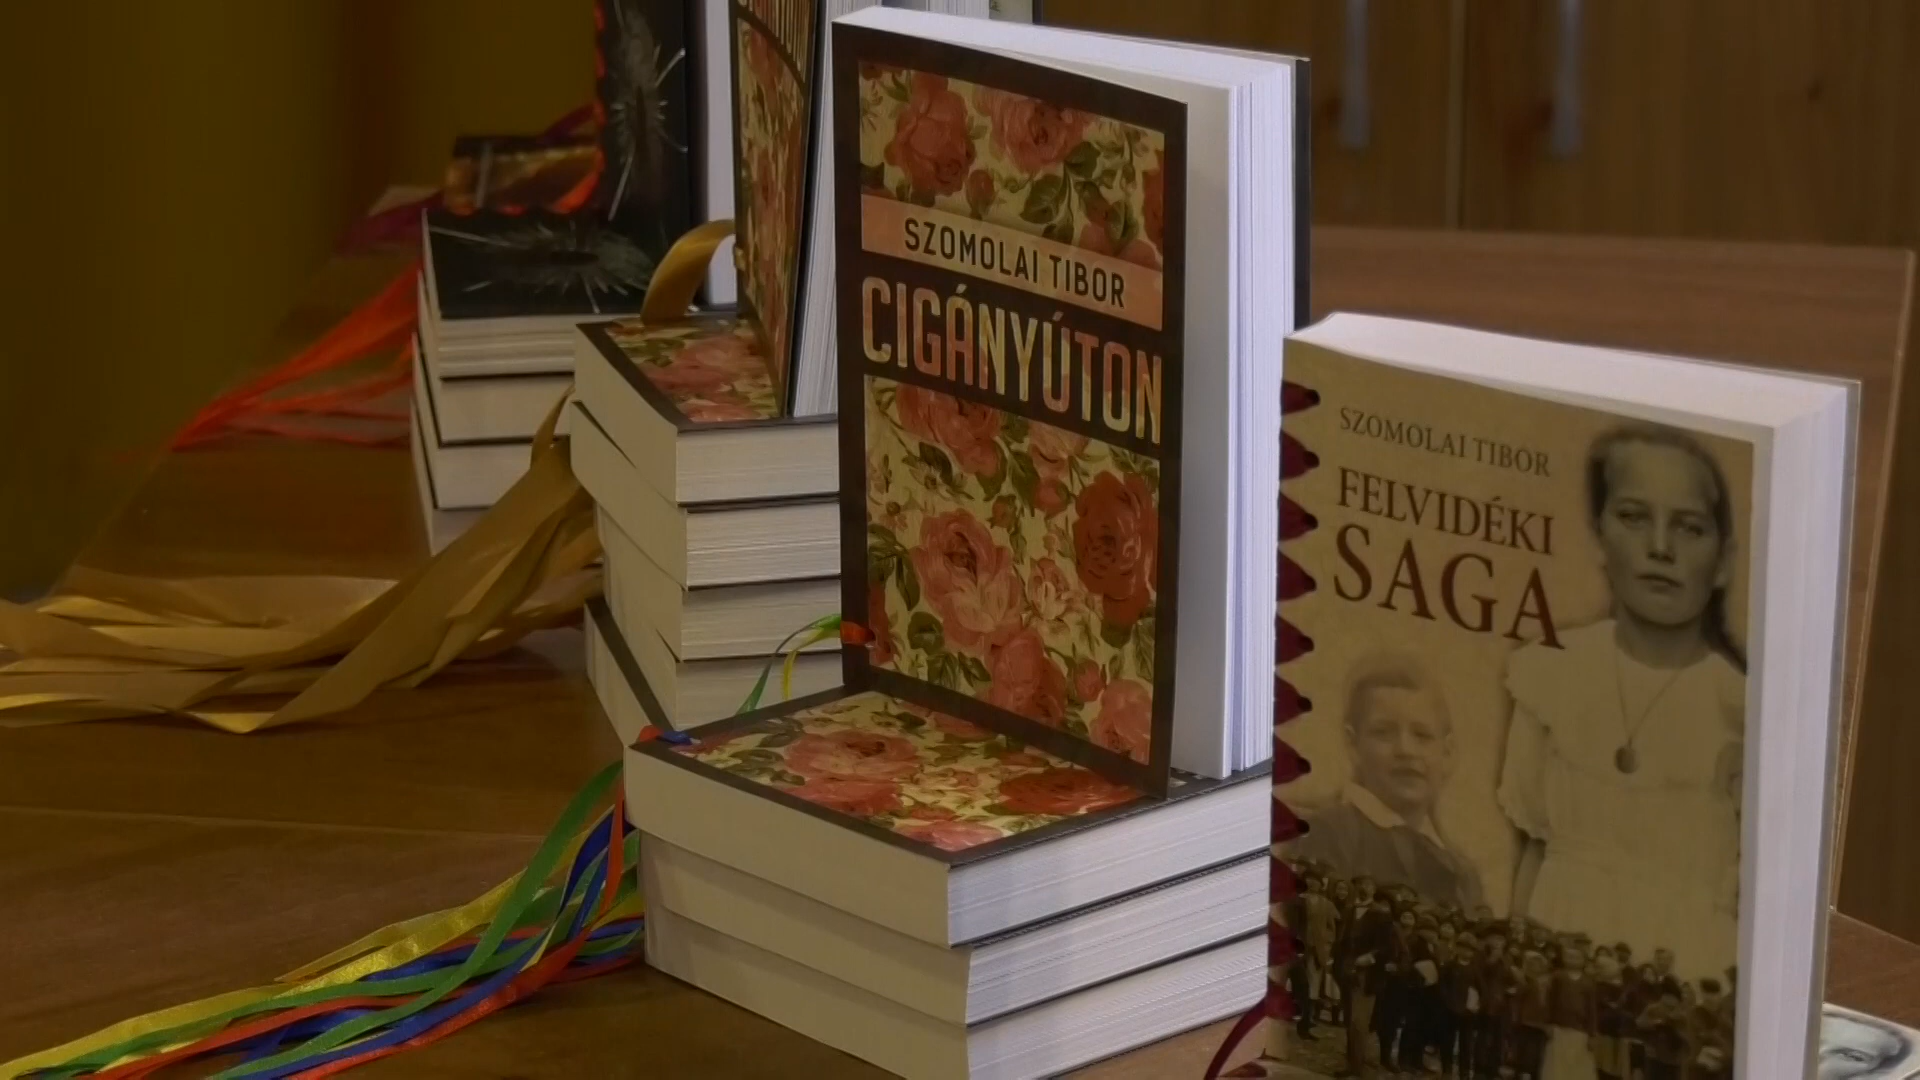 SZOMOLAI TIBOR
CIGÁNYÚTON
SZOMOLAI TIBOR
FELVIDÉKI
SAGA